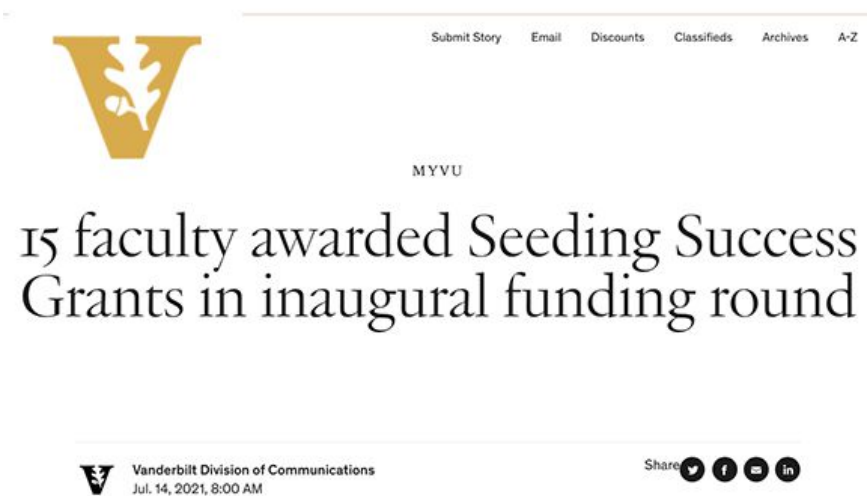 Submit Story Email Discounts Classifieds Archives A-Z
MYVU
15 faculty awarded Seeding Success
Grants in inaugural funding round
Vanderbilt Division of Communications
Share
Jul. 14, 2021, 8:00 AM